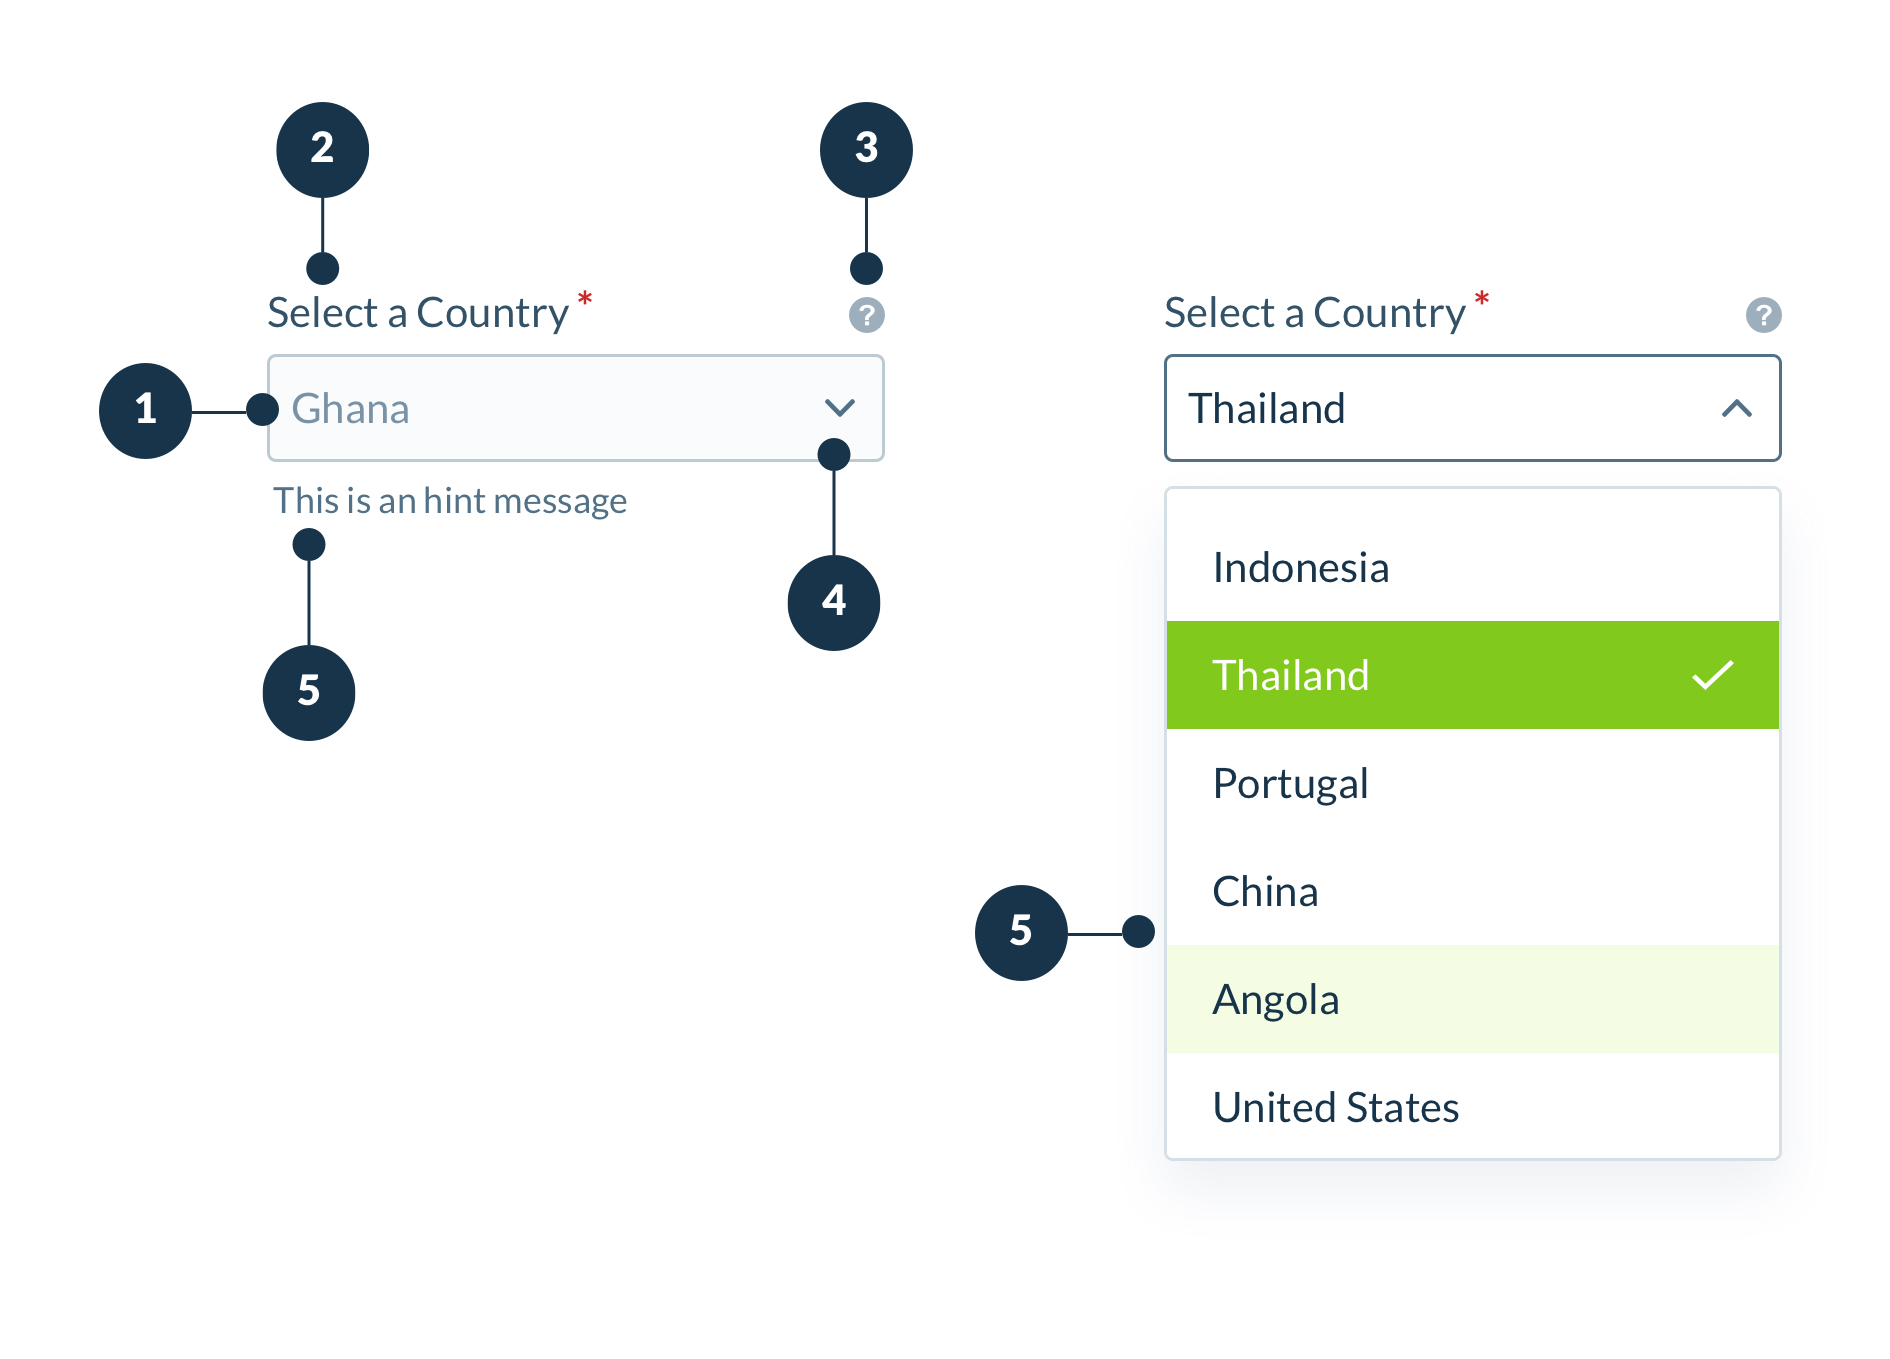 2
3
Select a Country *
?
1
Ghana
This is an hint message
4
5
Select a Country *
?
Thailand
Indonesia
Thailand
Portugal
China
5
Angola
United States